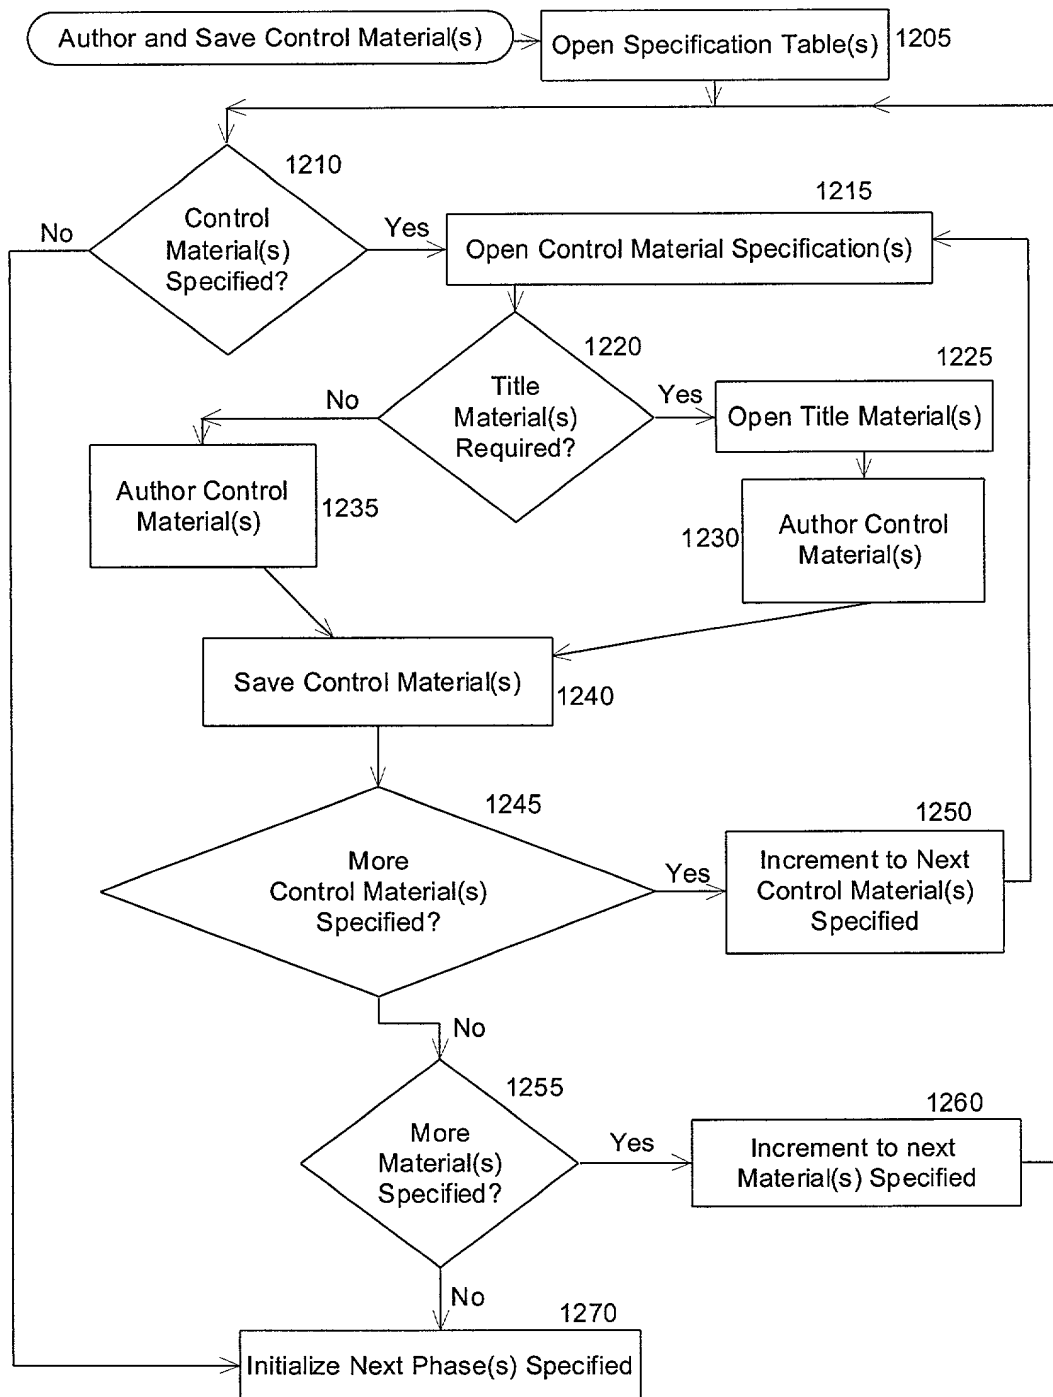 Author and Save Control Material(s)
Open Specification Table(s)
1205
1210
Control
Material(s)
Specified?
No
Yes
1215
Open Control Material Specification(s)
1220
Title
Material(s)
Required?
No
Yes
1225
Open Title Material(s)
Author Control
Material(s)
1235
1230
Author Control
Material(s)
Save Control Material(s)
1240
1245
More
Control Material(s)
Specified?
Yes
1250
Increment to Next
Control Material(s)
Specified
No
1255
More
Material(s)
Specified?
Yes
1260
Increment to next
Material(s) Specified
No
1270
Initialize Next Phase(s) Specified